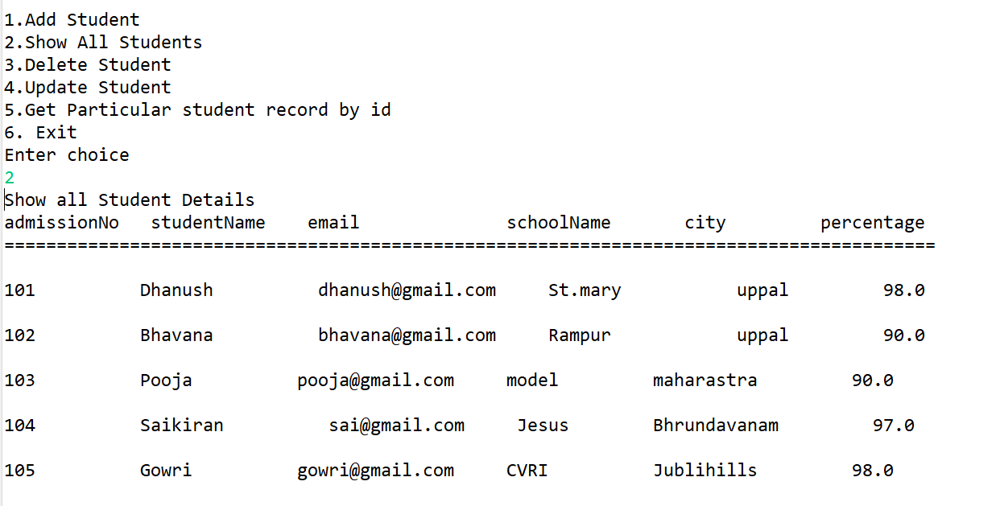 1.Add Student
2.Show All Students
3.Delete Student
4.Update Student
5.Get Particular student record by id
6. Exit
Enter choice
2
Show all Student Details
admissionNo   studentName    email              schoolName       city         percentage
=========================================================================================
101          Dhanush          dhanush@gmail.com     St.mary           uppal         98.0
102          Bhavana          bhavana@gmail.com     Rampur            uppal         90.0
103          Pooja          pooja@gmail.com     model         maharastra         90.0
104          Saikiran          sai@gmail.com     Jesus        Bhrundavanam         97.0
105          Gowri          gowri@gmail.com     CVRI          Jublihills         98.0